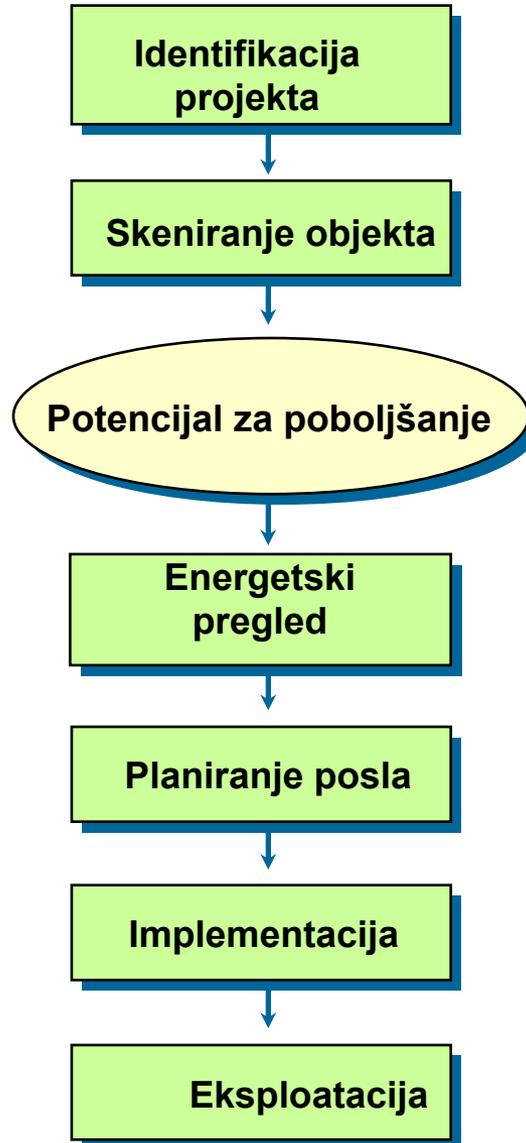 Identifikacija
projekta
Skeniranje objekta
Potencijal za poboljšanje
Energetski
pregled
Planiranje posla
Implementacija
Eksploatacija